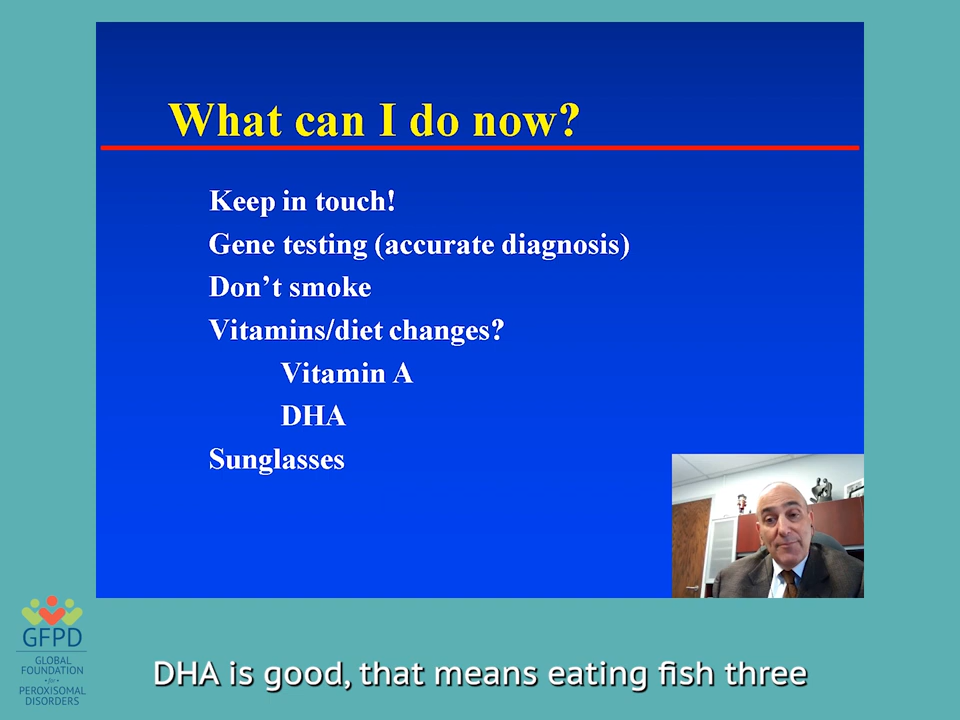 What can I do now?
Keep in touch!
Gene testing (accurate diagnosis)
Don’t smoke
Vitamins/diet changes?
Vitamin A
DHA
Sunglasses
GFPD
GLOBAL
FOUNDATION
for
PEROXISOMAL
DISORDERS
DHA is good, that means eating fish three